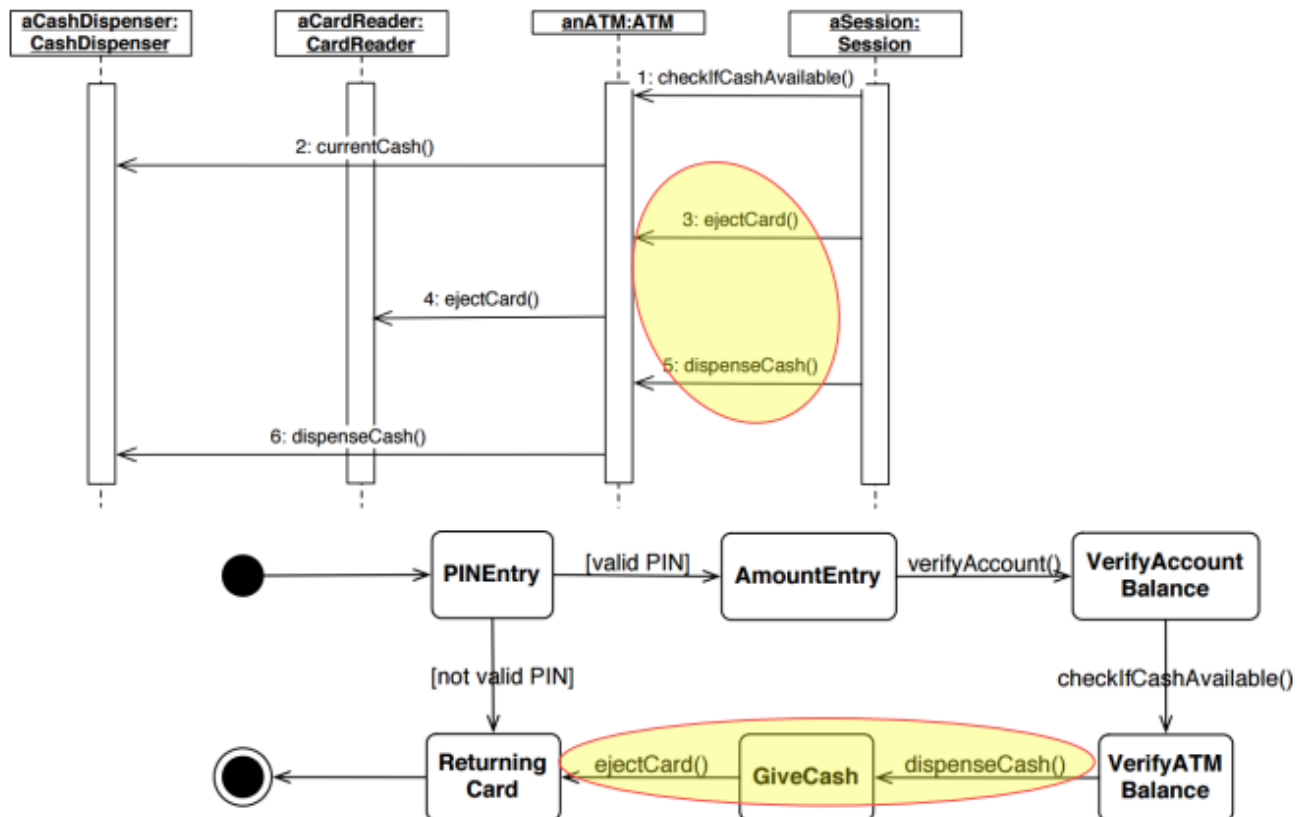 aCashDispenser:
CashDispenser
aCardReader:
CardReader
anATM:ATM
aSession:
Session
1: checkIfCashAvailable()
2: currentCash()
3: ejectCard()
4: ejectCard()
5: dispenseCash()
6: dispenseCash()
PINEntry
[valid PIN]
AmountEntry
verifyAccount()
VerifyAccount
Balance
[not valid PIN]
checkIfCashAvailable()
Returning
Card
ejectCard()
GiveCash
dispenseCash()
VerifyATM
Balance